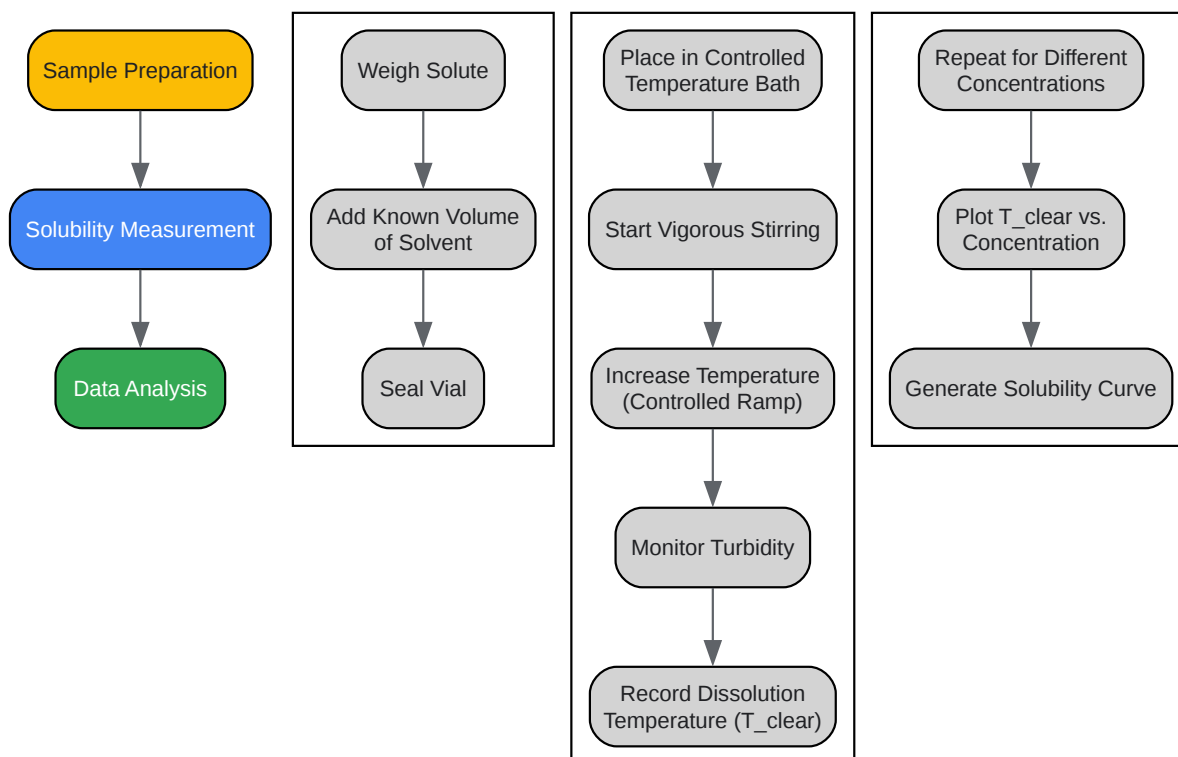 Sample Preparation
Solubility Measurement
Data Analysis
Weigh Solute
Add Known Volume
of Solvent
Seal Vial
Place in Controlled
Temperature Bath
Start Vigorous Stirring
Increase Temperature
(Controlled Ramp)
Monitor Turbidity
Record Dissolution
Temperature (T_clear)
Repeat for Different
Concentrations
Plot T_clear vs.
Concentration
Generate Solubility Curve